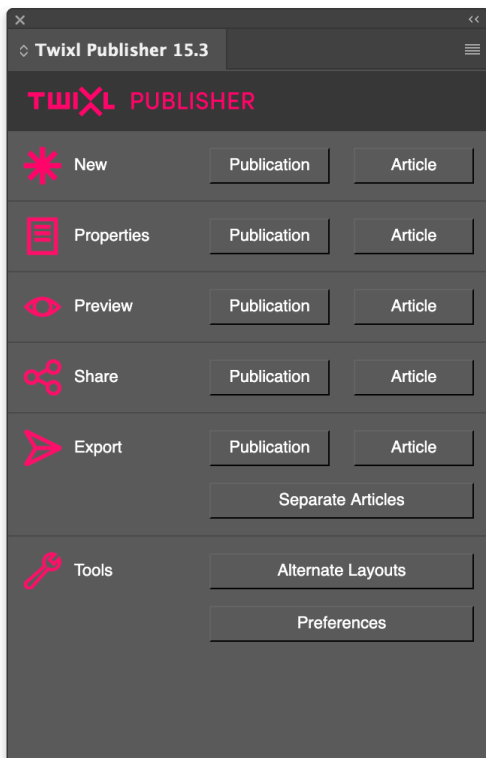 Twixl Publisher 15.3
TWIXL PUBLISHER
New Publication Article
Properties Publication Article
Preview Publication Article
Share Publication Article
Export Publication Article
Separate Articles
Tools Alternate Layouts
Preferences